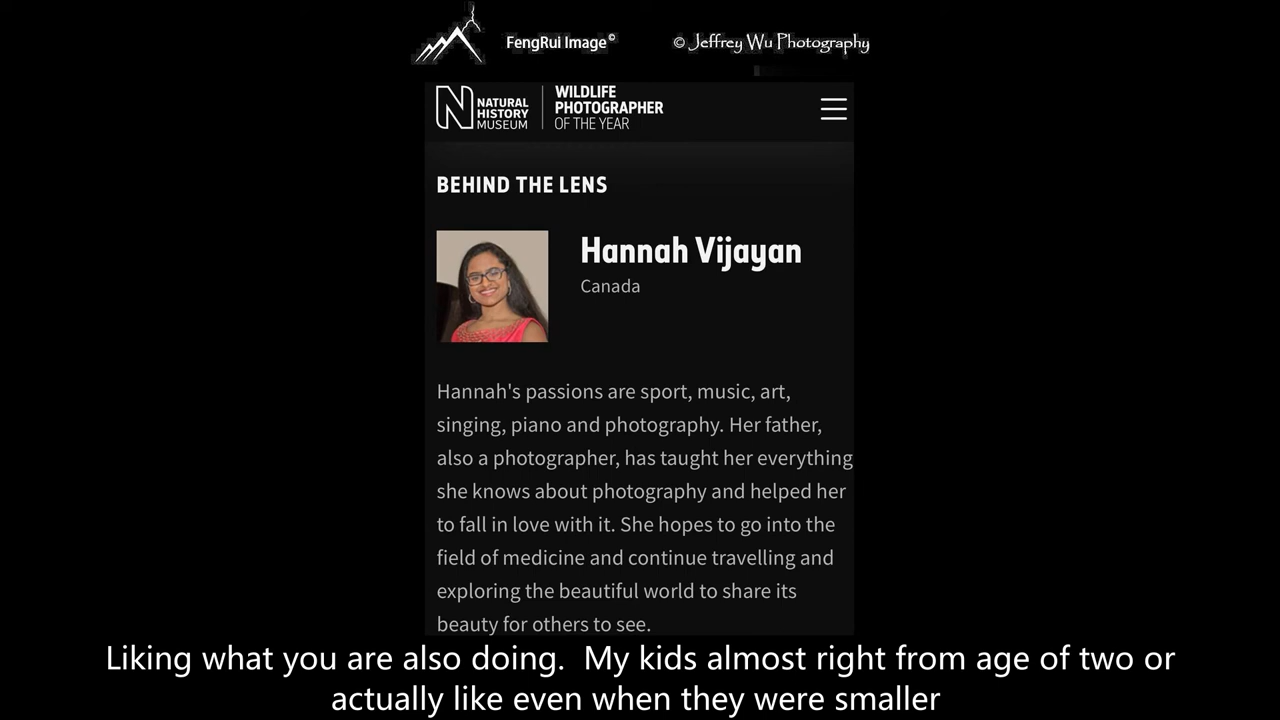 FengRui Image©
© Jeffrey Wu Photography
NATURAL HISTORY MUSEUM
WILDLIFE PHOTOGRAPHER OF THE YEAR
BEHIND THE LENS
Hannah Vijayan
Canada
Hannah's passions are sport, music, art,
singing, piano and photography. Her father,
also a photographer, has taught her everything
she knows about photography and helped her
to fall in love with it. She hopes to go into the
field of medicine and continue travelling and
exploring the beautiful world to share its
beauty for others to see.
Liking what you are also doing.  My kids almost right from age of two or
actually like even when they were smaller